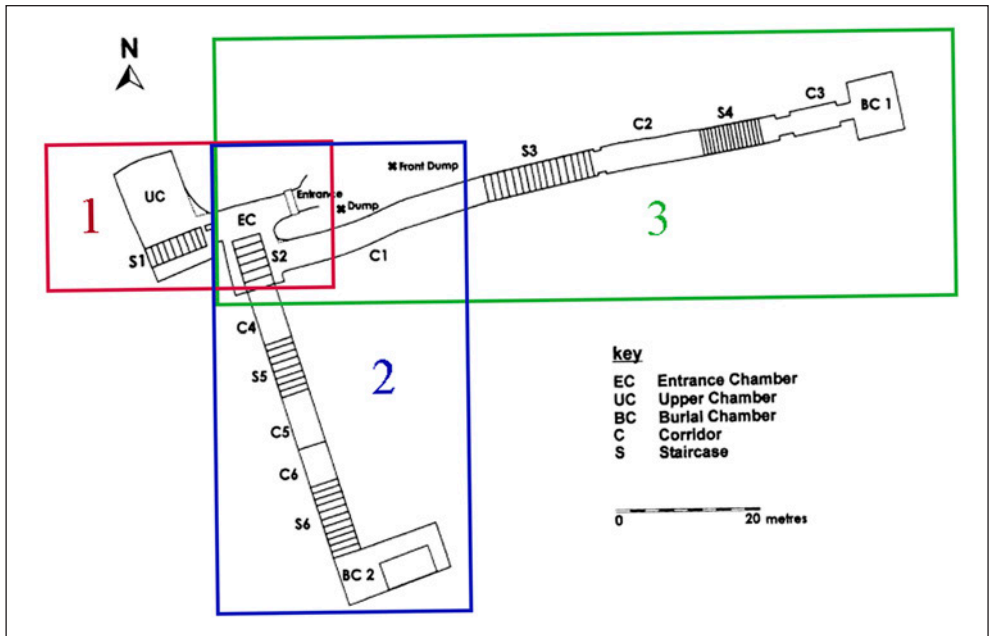 N
C3
BC 1
S4
C2
S3
Front Dump
Entrance
Dump
UC
1
EC
3
S1
S2
C1
C4
2
S5
C5
C6
S6
BC 2
key
EC Entrance Chamber
UC Upper Chamber
BC Burial Chamber
C Corridor
S Staircase
0 20 metres